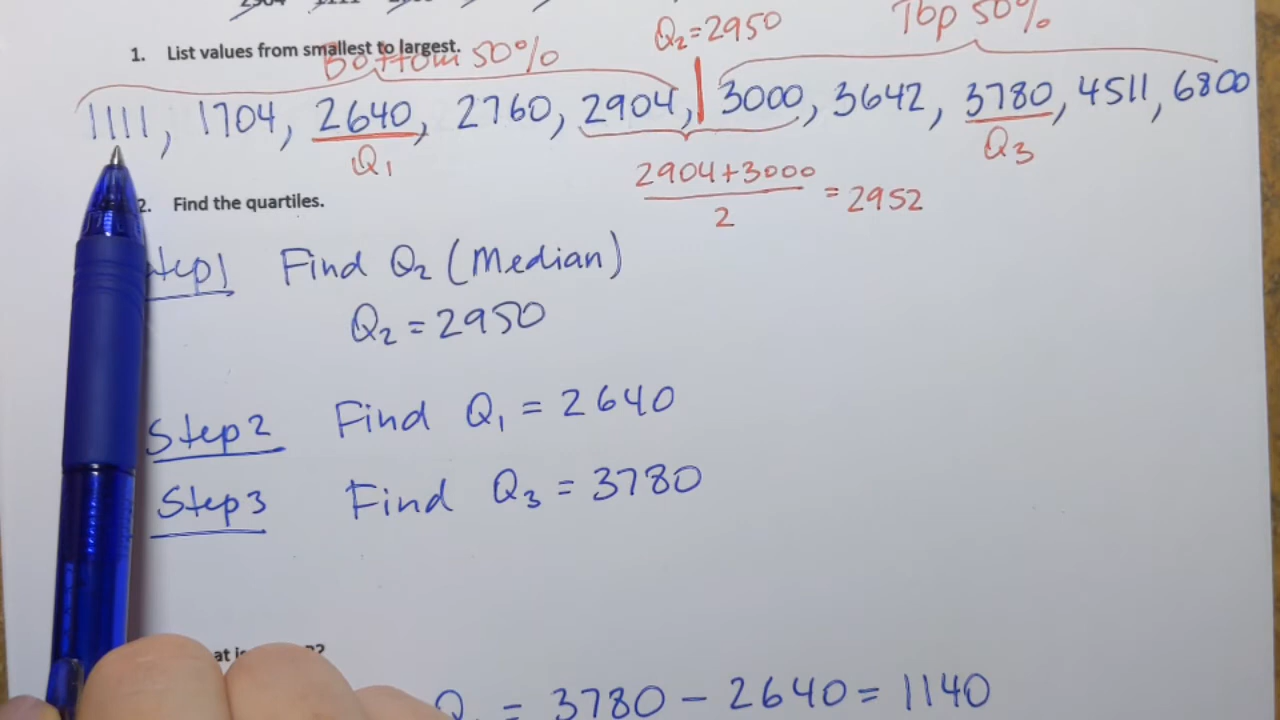 Q₂=2950
Top 50%
1. List values from smallest to largest.
Bottom 50%
1111, 1704, 2640, 2760, 2904, | 3000, 3642, 3780, 4511, 6800
Q₁
Q₃
2904+3000
2
= 2952
2. Find the quartiles.
Find Q₂ (Median)
Q₂ = 2950
Step 2 Find Q₁ = 2640
Step 3 Find Q₃ = 3780
= 3780 − 2640 = 1140